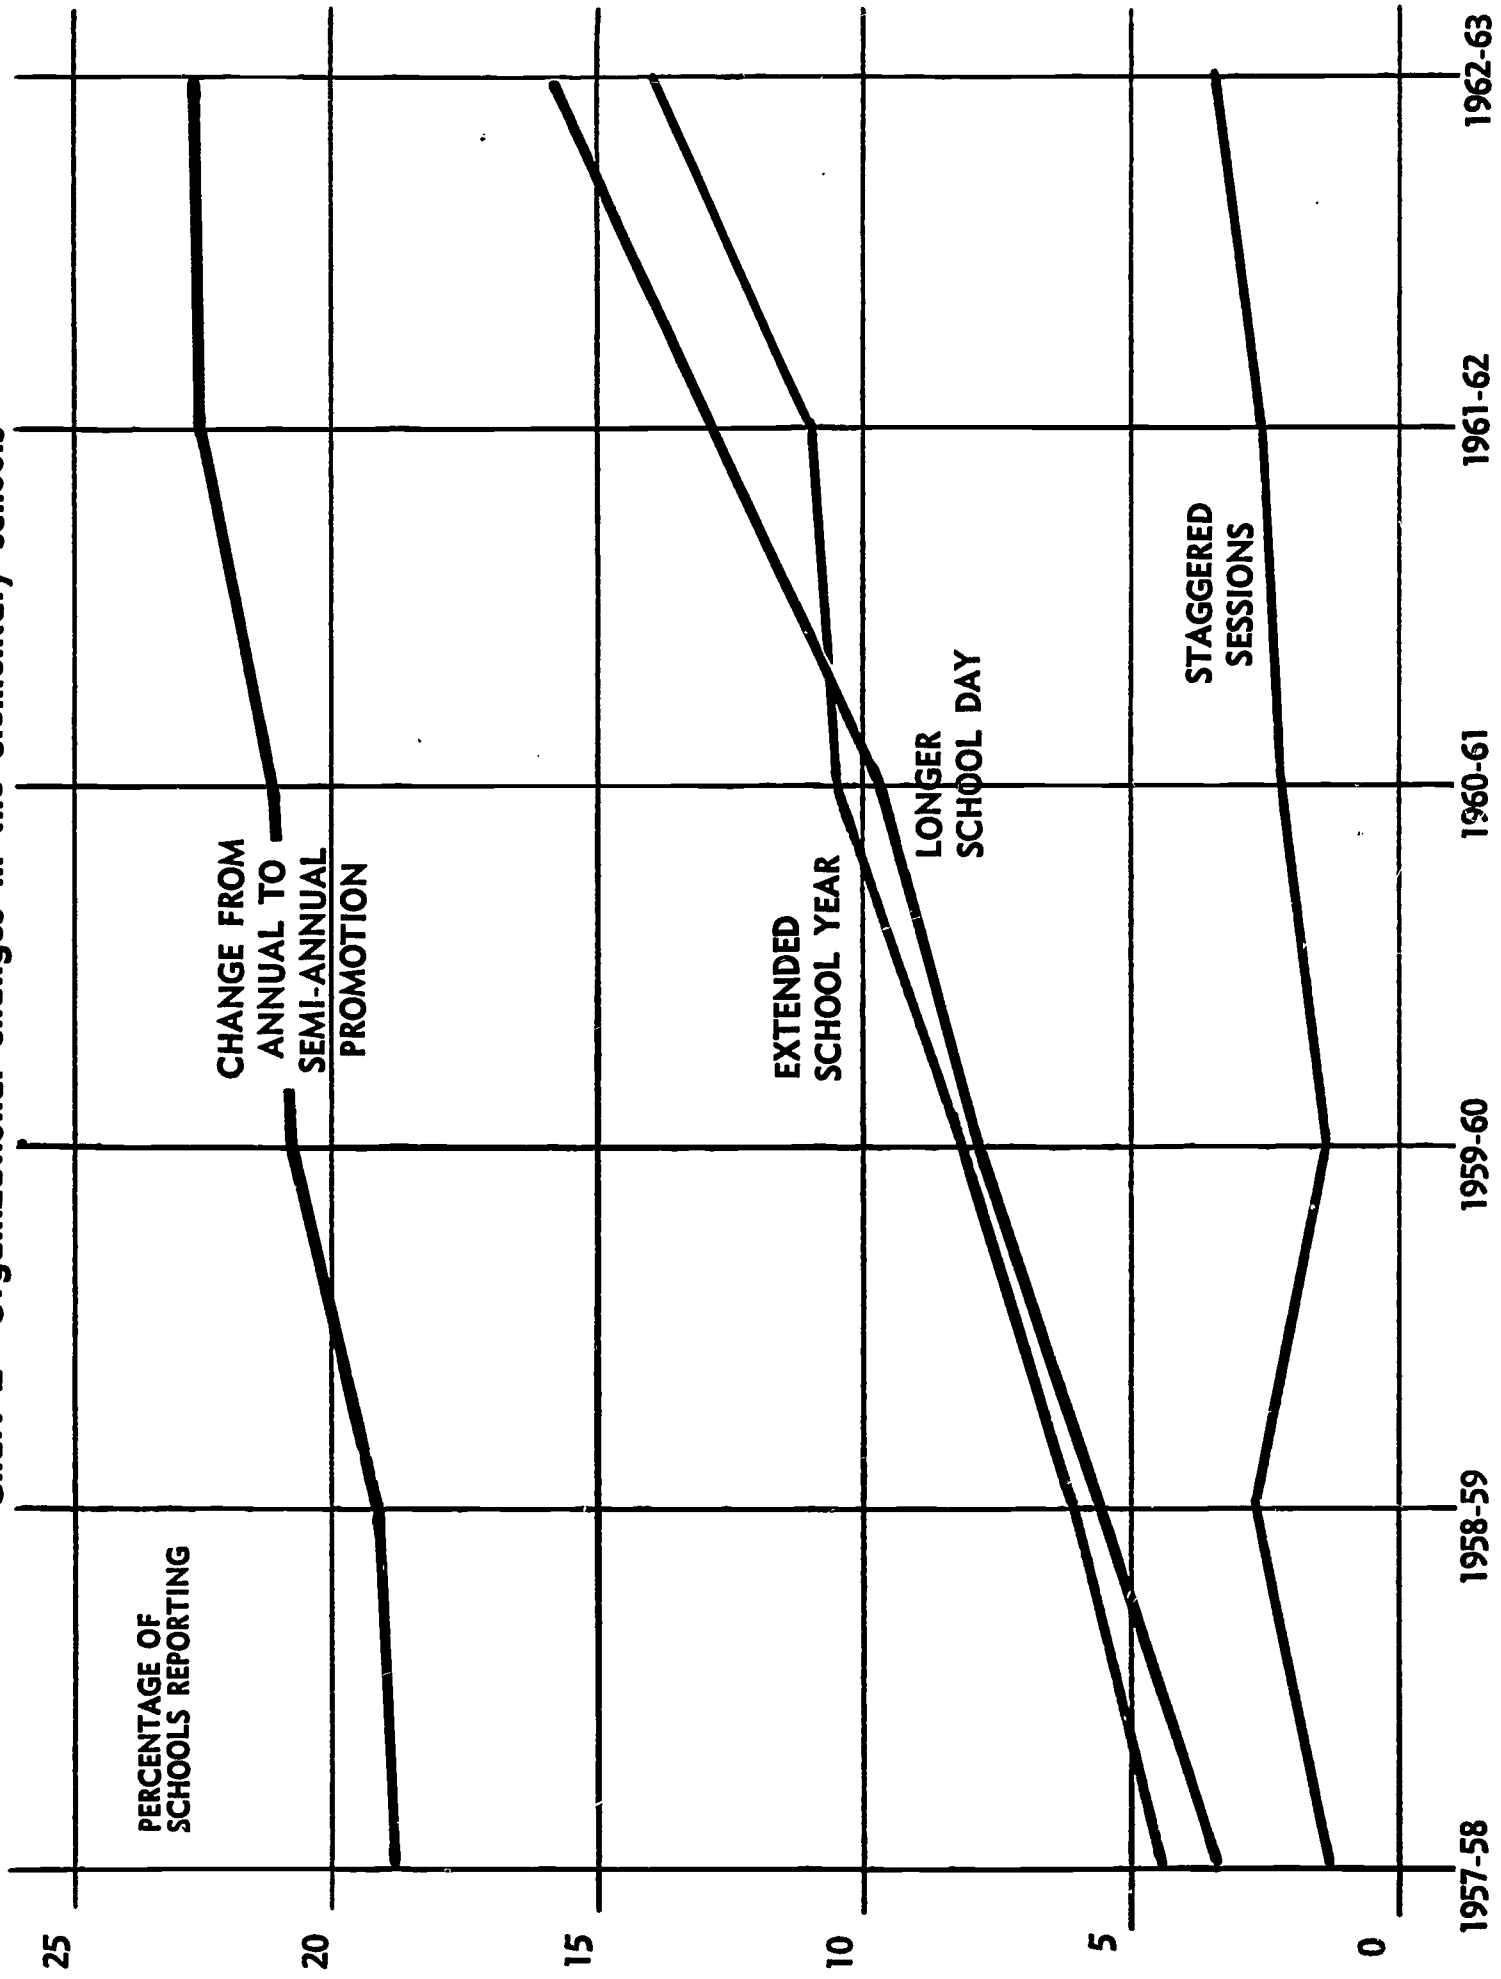 PERCENTAGE OF
SCHOOLS REPORTING
CHANGE FROM
ANNUAL TO
SEMI-ANNUAL
PROMOTION
EXTENDED
SCHOOL YEAR
LONGER
SCHOOL DAY
STAGGERED
SESSIONS
25
20
15
10
5
0
1957-58
1958-59
1959-60
1960-61
1961-62
1962-63